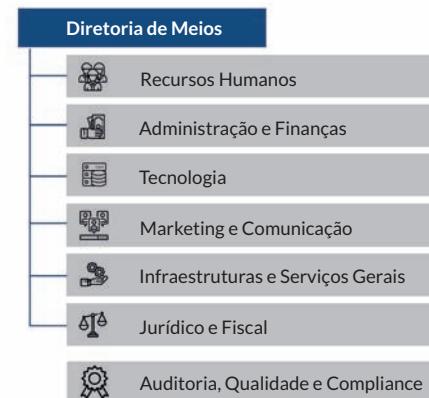 Diretoria de Meios
Recursos Humanos
Administração e Finanças
Tecnologia
Marketing e Comunicação
Infraestruturas e Serviços Gerais
Jurídico e Fiscal
Auditoria, Qualidade e Compliance